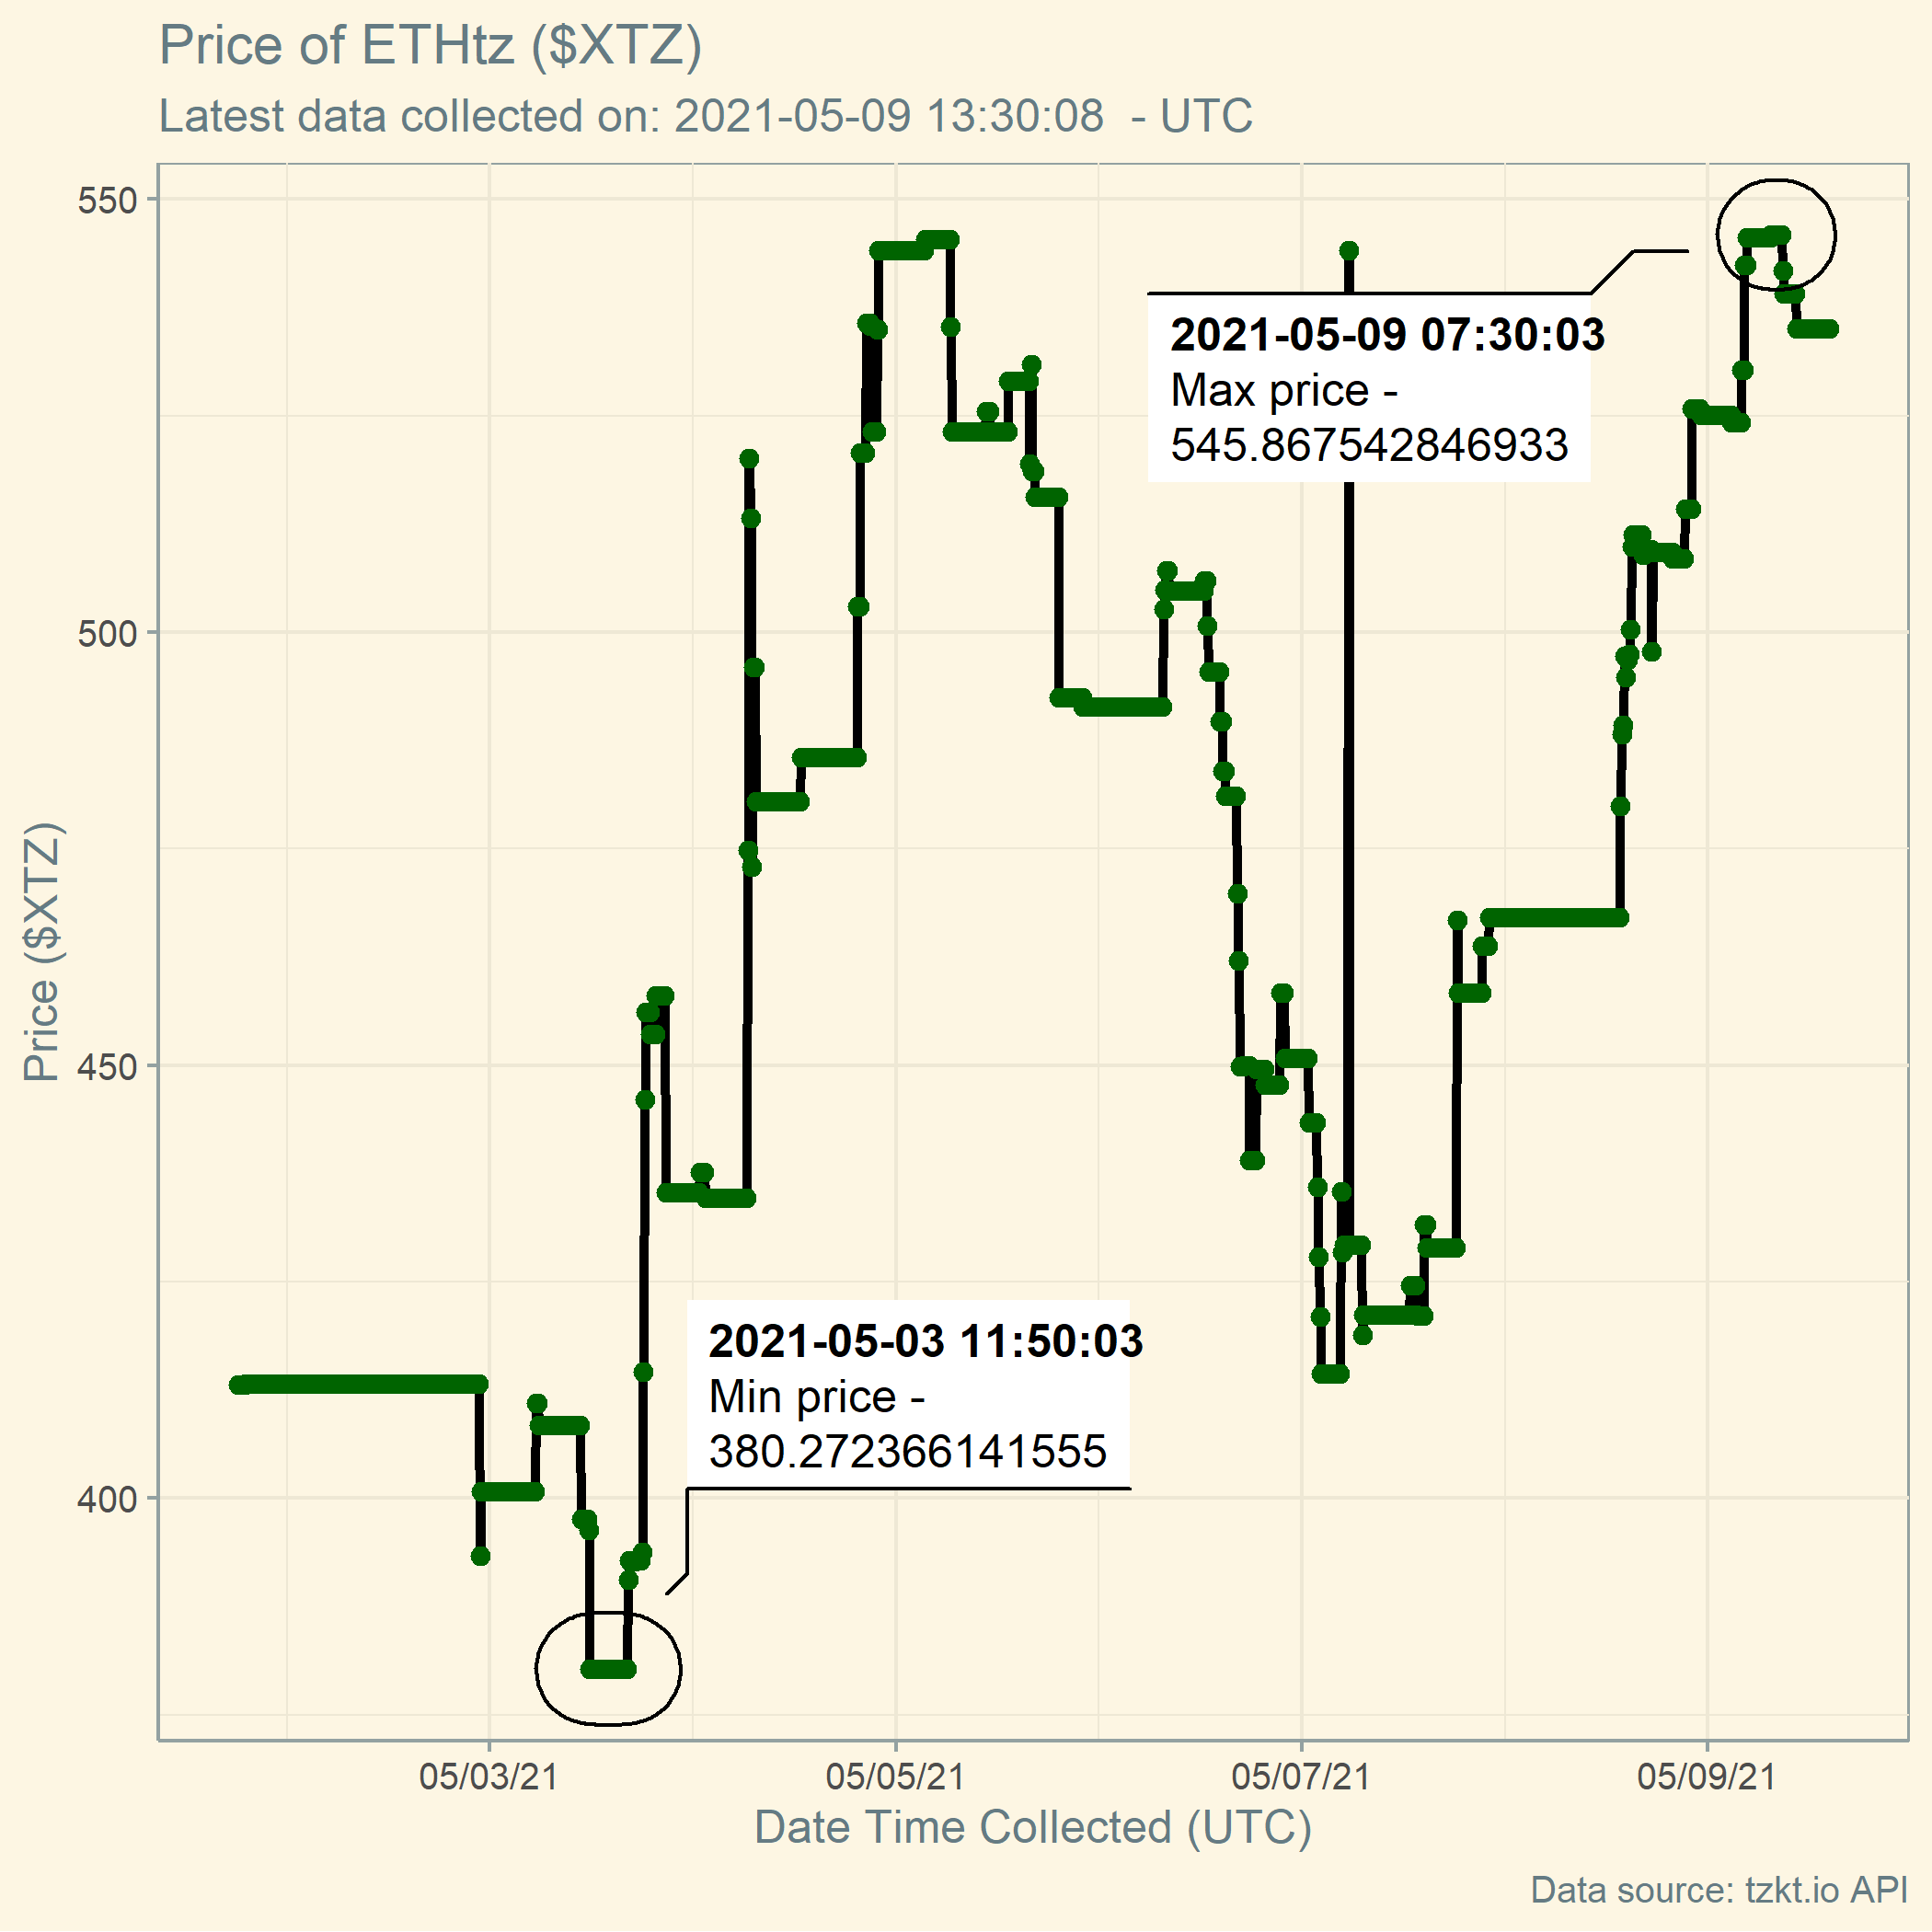 Price of ETHtz ($XTZ)
Latest data collected on: 2021-05-09 13:30:08  - UTC
550
500
450
400
Price ($XTZ)
2021-05-09 07:30:03
Max price -
545.867542846933
2021-05-03 11:50:03
Min price -
380.272366141555
05/03/21
05/05/21
05/07/21
05/09/21
Date Time Collected (UTC)
Data source: tzkt.io API